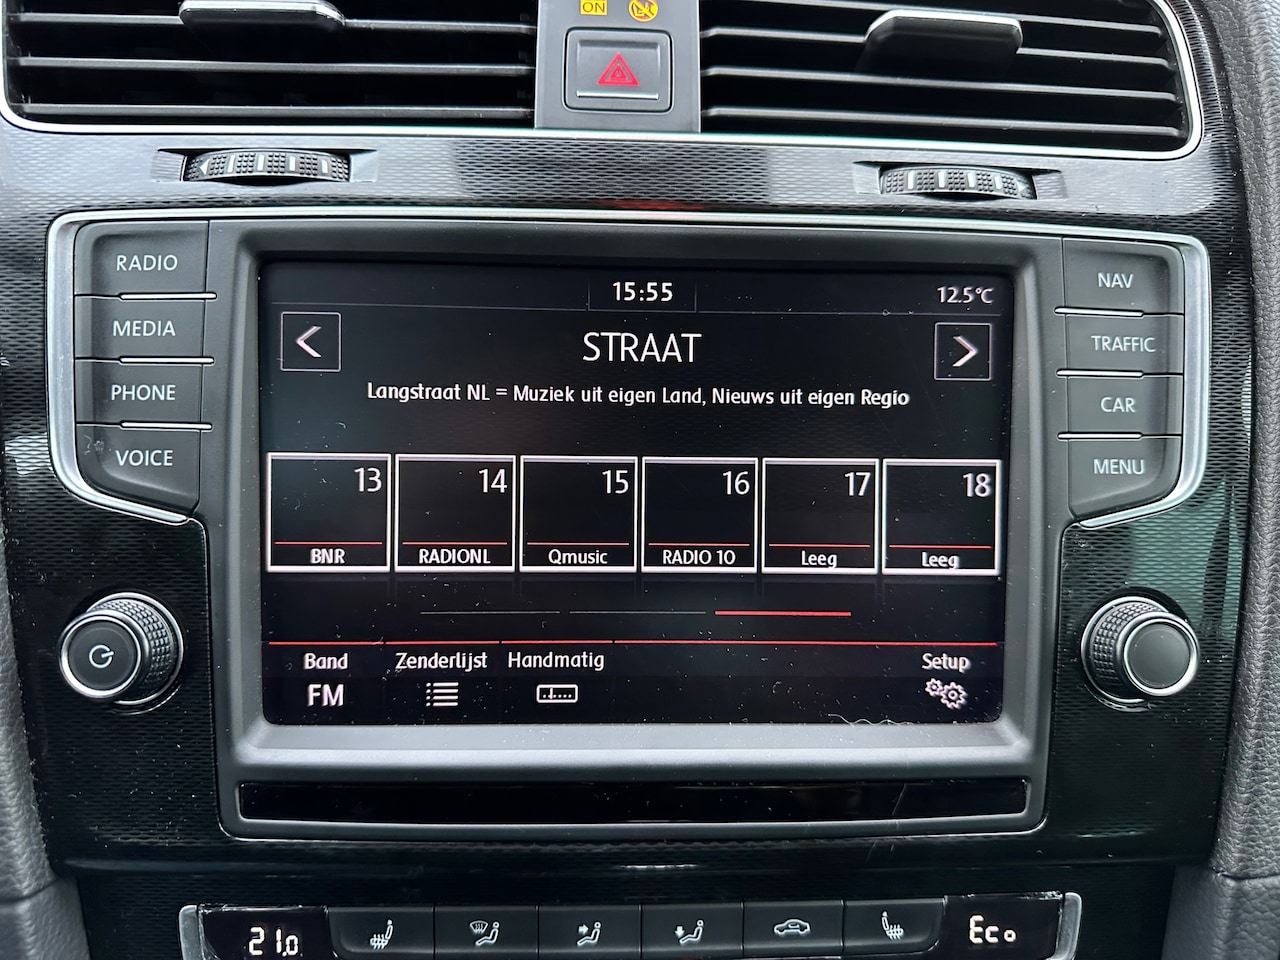 ON
RADIO
MEDIA
PHONE
VOICE
NAV
TRAFFIC
CAR
MENU
15:55
12.5°C
STRAAT
Langstraat NL = Muziek uit eigen Land, Nieuws uit eigen Regio
13
BNR
14
RADIONL
15
Qmusic
16
RADIO 10
17
Leeg
18
Leeg
Band
FM
Zenderlijst
Handmatig
Setup
21.0
Eco